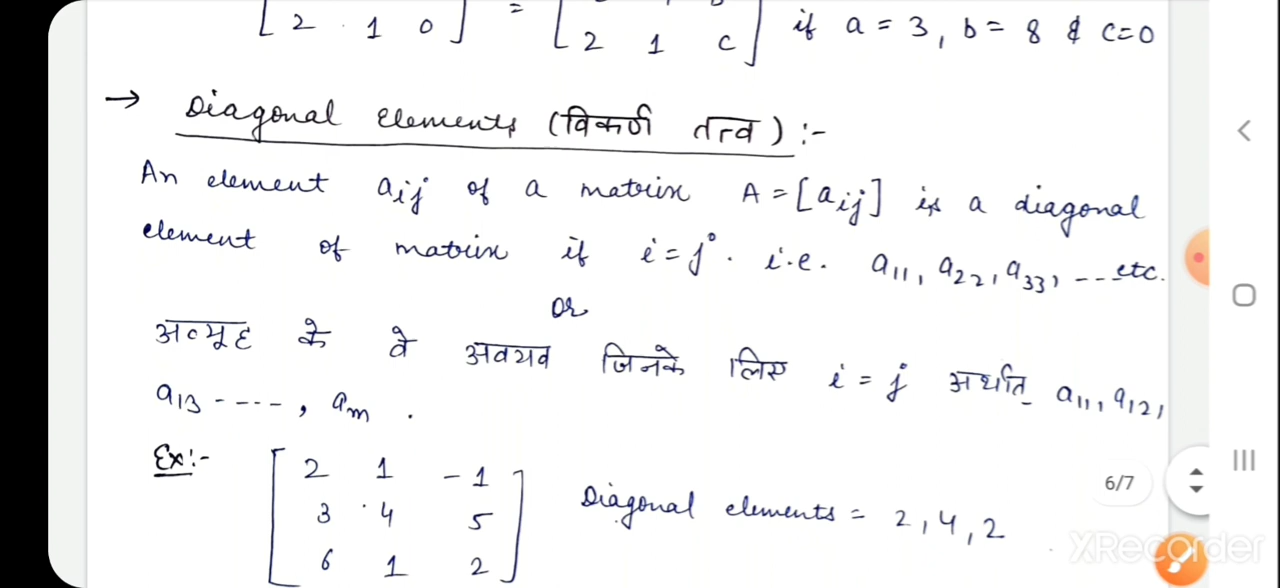 [ 2 1 0 ] = [ 2 1 c ] if a = 3, b = 8 & c=0
→ Diagonal Elements (विकर्ण तत्व) :-
An element aij of a matrix A = [aij] is a diagonal
element of matrix if i = j. i.e. a11, a22, a33, --- etc.
or
आव्यूह के वे अवयव जिनके लिए i = j अर्थात् a11, a12,
a13 -----, am .
Ex:- [ 2 1 -1
3 4 5 Diagonal elements = 2, 4, 2
6 1 2 ]
6/7
XRecorder